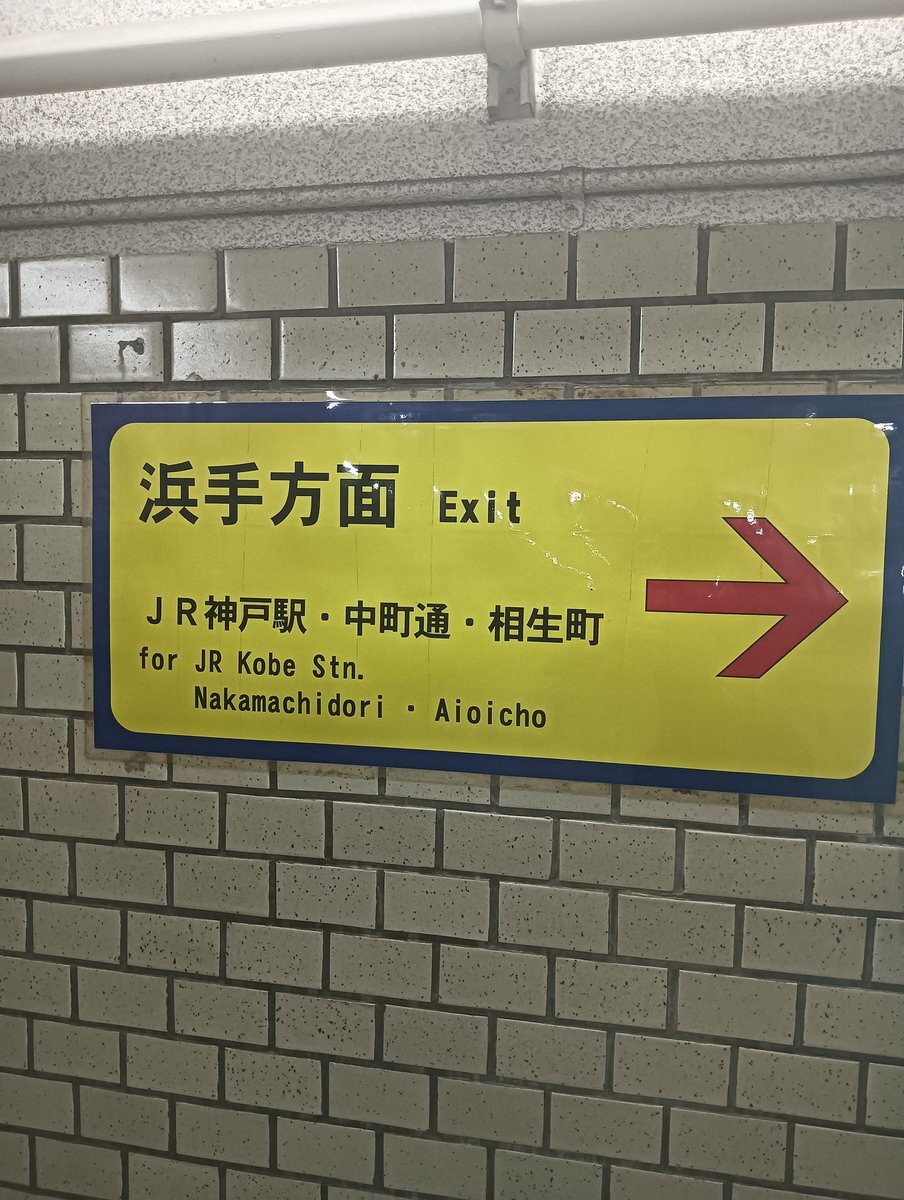 浜手方面 Exit
ＪＲ神戸駅・中町通・相生町
for JR Kobe Stn.
Nakamachidori・Aioicho